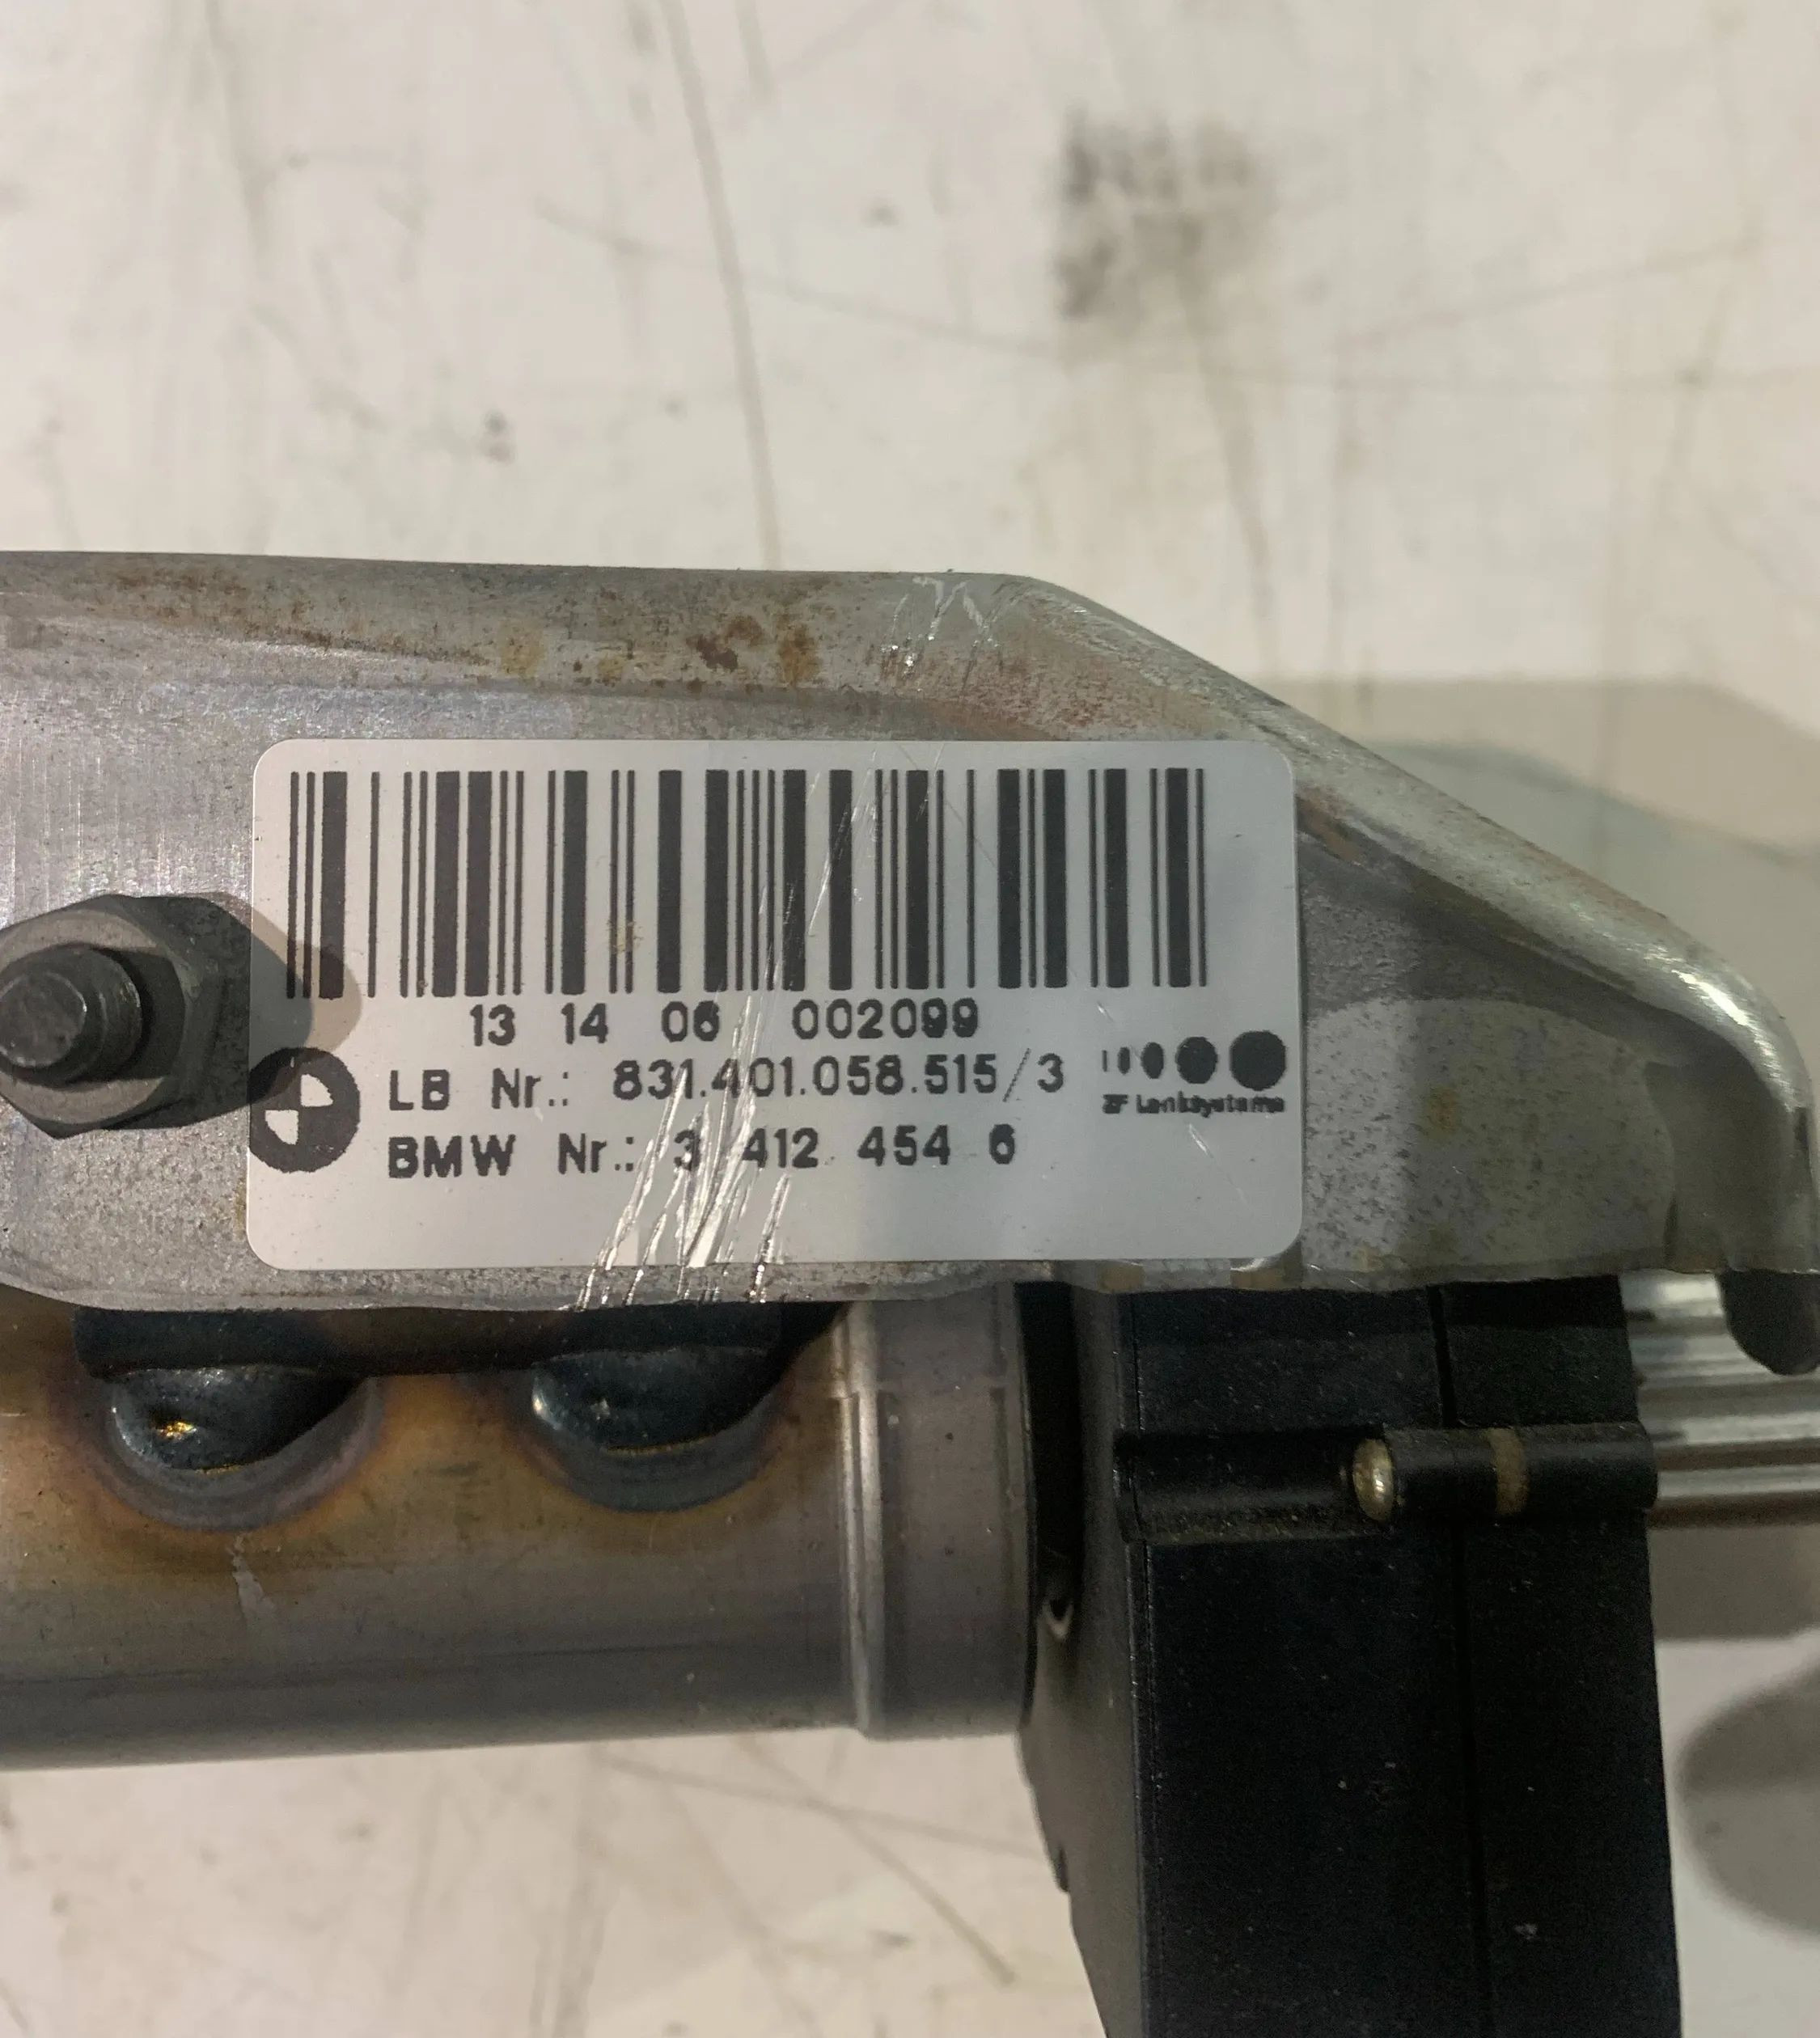 13 14 06 002099
LB Nr.: 831.401.058.515/3
ZF Lenksysteme
BMW Nr.: 3 412 454 6